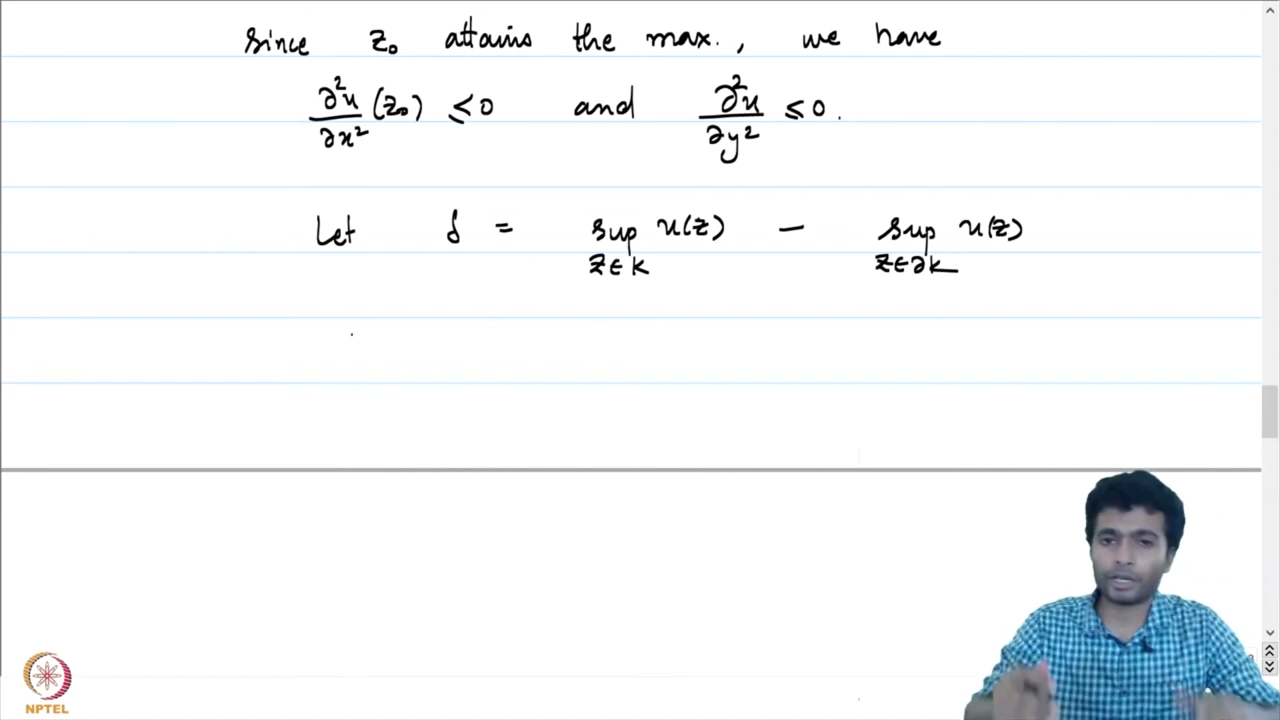 since z₀ attains the max., we have
∂²u/∂x² (z₀) ≤ 0 and ∂²u/∂y² ≤ 0.
Let δ = sup_{z∈K} u(z) − sup_{z∈∂K} u(z)
NPTEL